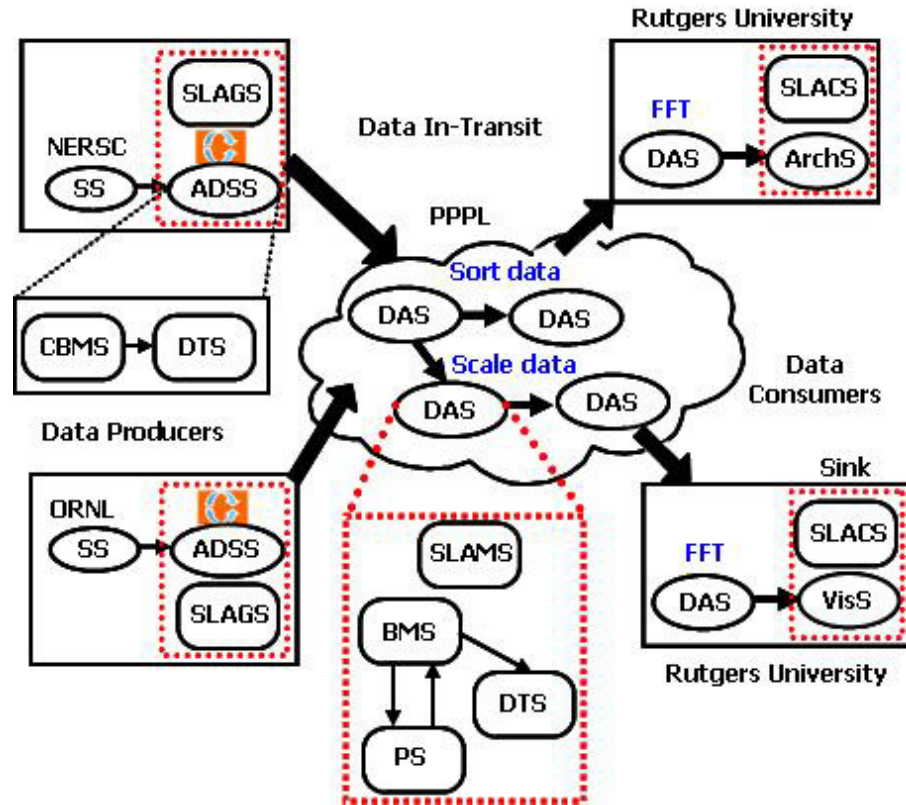 Rutgers University
SLAGS
SLACS
Data In-Transit
FFT
NERSC
C
SS
ADSS
DAS
ArchS
PPPL
Sort data
DAS
DAS
CBMS
DTS
Scale data
Data
Consumers
DAS
DAS
Data Producers
Sink
ORNL
C
SS
ADSS
SLAGS
SLAMS
SLACS
FFT
BMS
DAS
VisS
DTS
Rutgers University
PS